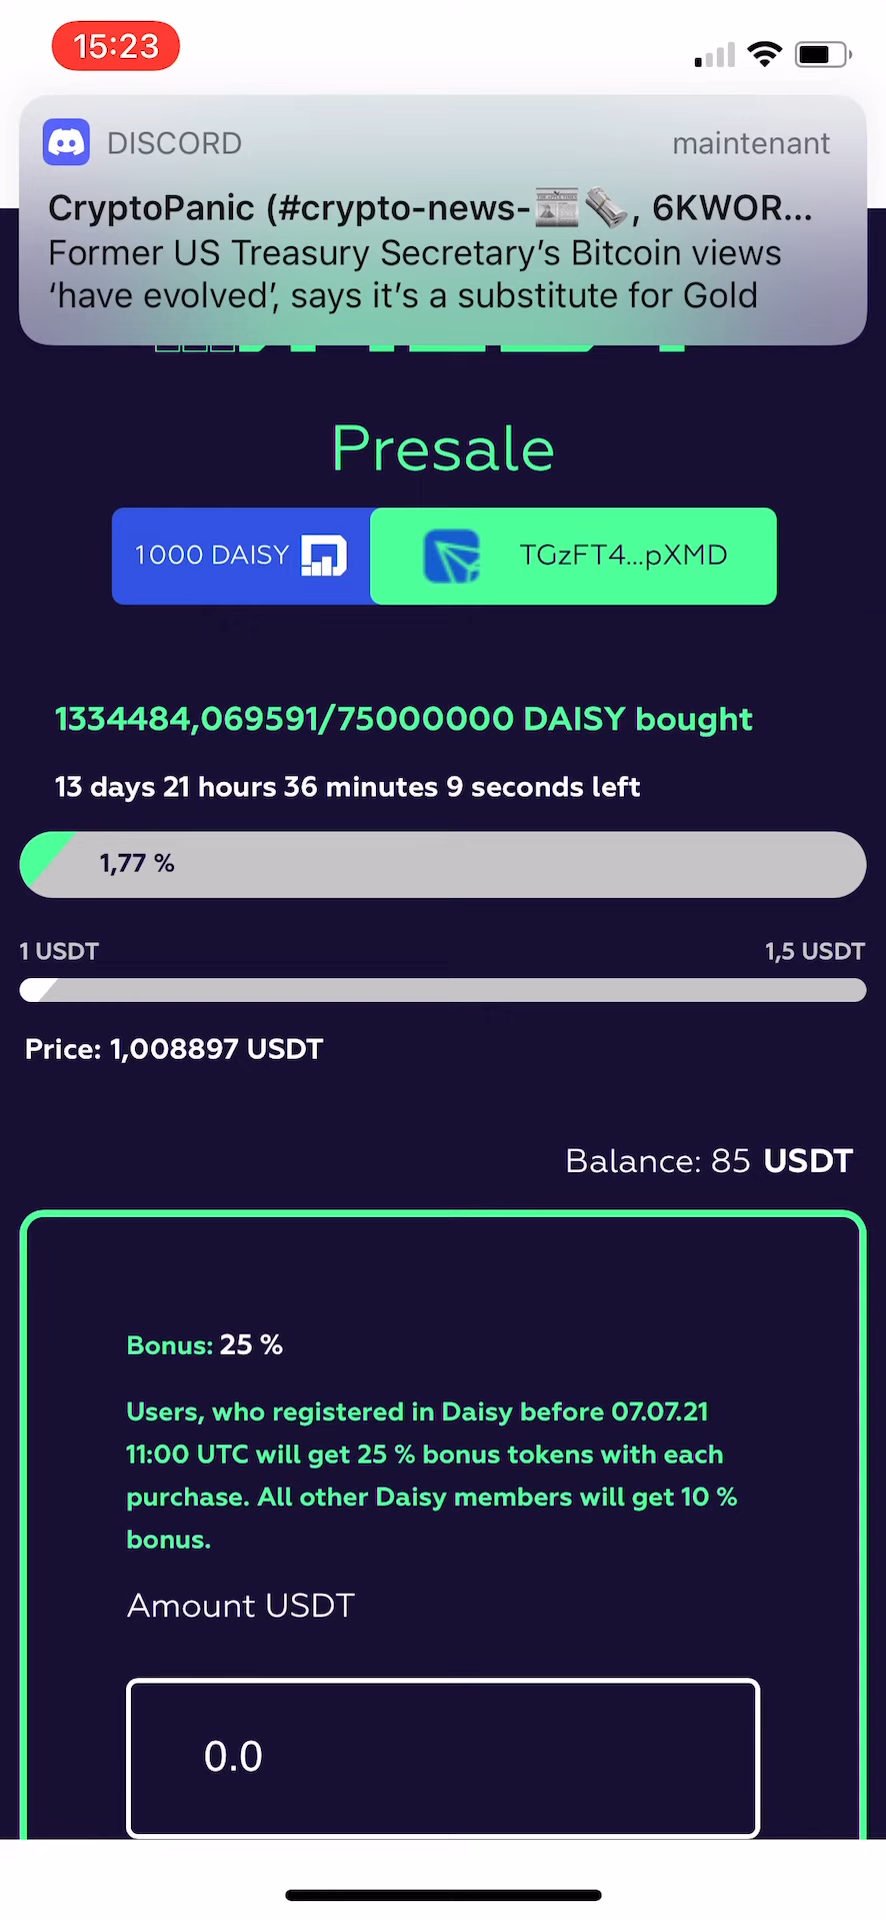 15:23
DISCORD
maintenant
CryptoPanic (#crypto-news-📰🗞️, 6KWOR...
Former US Treasury Secretary’s Bitcoin views
‘have evolved’, says it’s a substitute for Gold
Presale
1000 DAISY
TGzFT4...pXMD
1334484,069591/75000000 DAISY bought
13 days 21 hours 36 minutes 9 seconds left
1,77 %
1 USDT
1,5 USDT
Price: 1,008897 USDT
Balance: 85 USDT
Bonus: 25 %
Users, who registered in Daisy before 07.07.21
11:00 UTC will get 25 % bonus tokens with each
purchase. All other Daisy members will get 10 %
bonus.
Amount USDT
0.0